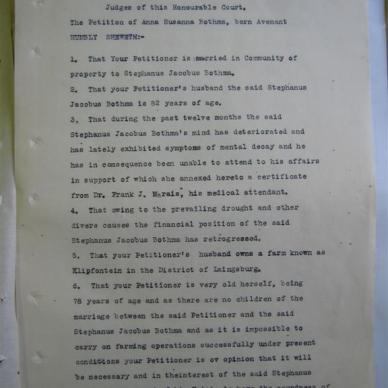 Judges of this Honourable Court,
The Petition of Anna Susanna Bothma, born Avenant
HUMBLY SHEWETH:-
1. That Your Petitioner is married in Community of
property to Stephanus Jacobus Bothma.
2. That your Petitioner's husband the said Stephanus
Jacobus Bothma is 82 years of age.
3. That during the past twelve months the said
Stephanus Jacobus Bothma's mind has deteriorated and
has lately exhibited symptoms of mental decay and he
has in consequence been unable to attend to his affairs
in support of which she annexed hereto a certificate
from Dr. Frank J. Marais, his medical attendant.
4. That owing to the prevailing drought and other
divers causes the financial position of the said
Stephanus Jacobus Bothma has retrogressed.
5. That your Petitioner's husband owns a farm known as
Klipfontein in the District of Laingsburg.
6. That your Petitioner is very old herself, being
78 years of age and as there are no children of the
marriage between the said Petitioner and the said
Stephanus Jacobus Bothma and as it is impossible to
carry on farming operations successfully under present
conditions your Petitioner is ov opinion that it will
be necessary and in theinterest of the said Stephanus